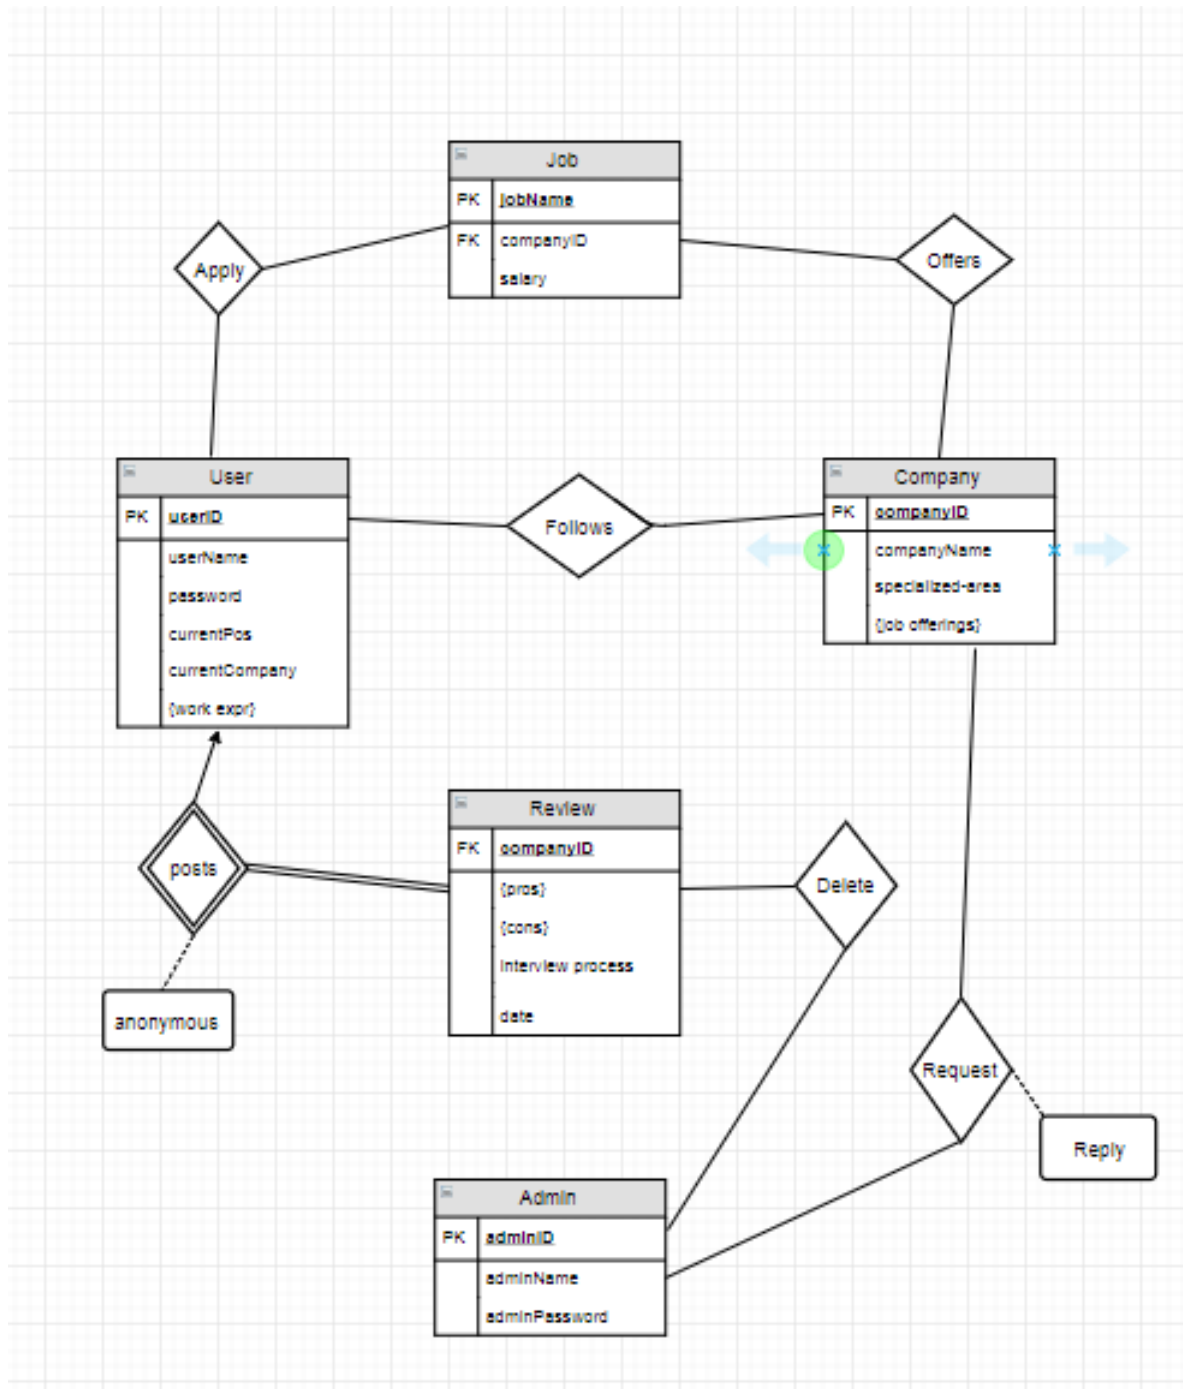 Job
PK jobName
FK companyID
salary
Apply
Offers
User
PK userID
userName
password
currentPos
currentCompany
{work expr}
Follows
Company
PK companyID
companyName
specialized-area
{job offerings}
posts
anonymous
Review
FK companyID
{pros}
{cons}
interview process
date
Delete
Request
Reply
Admin
PK adminID
adminName
adminPassword